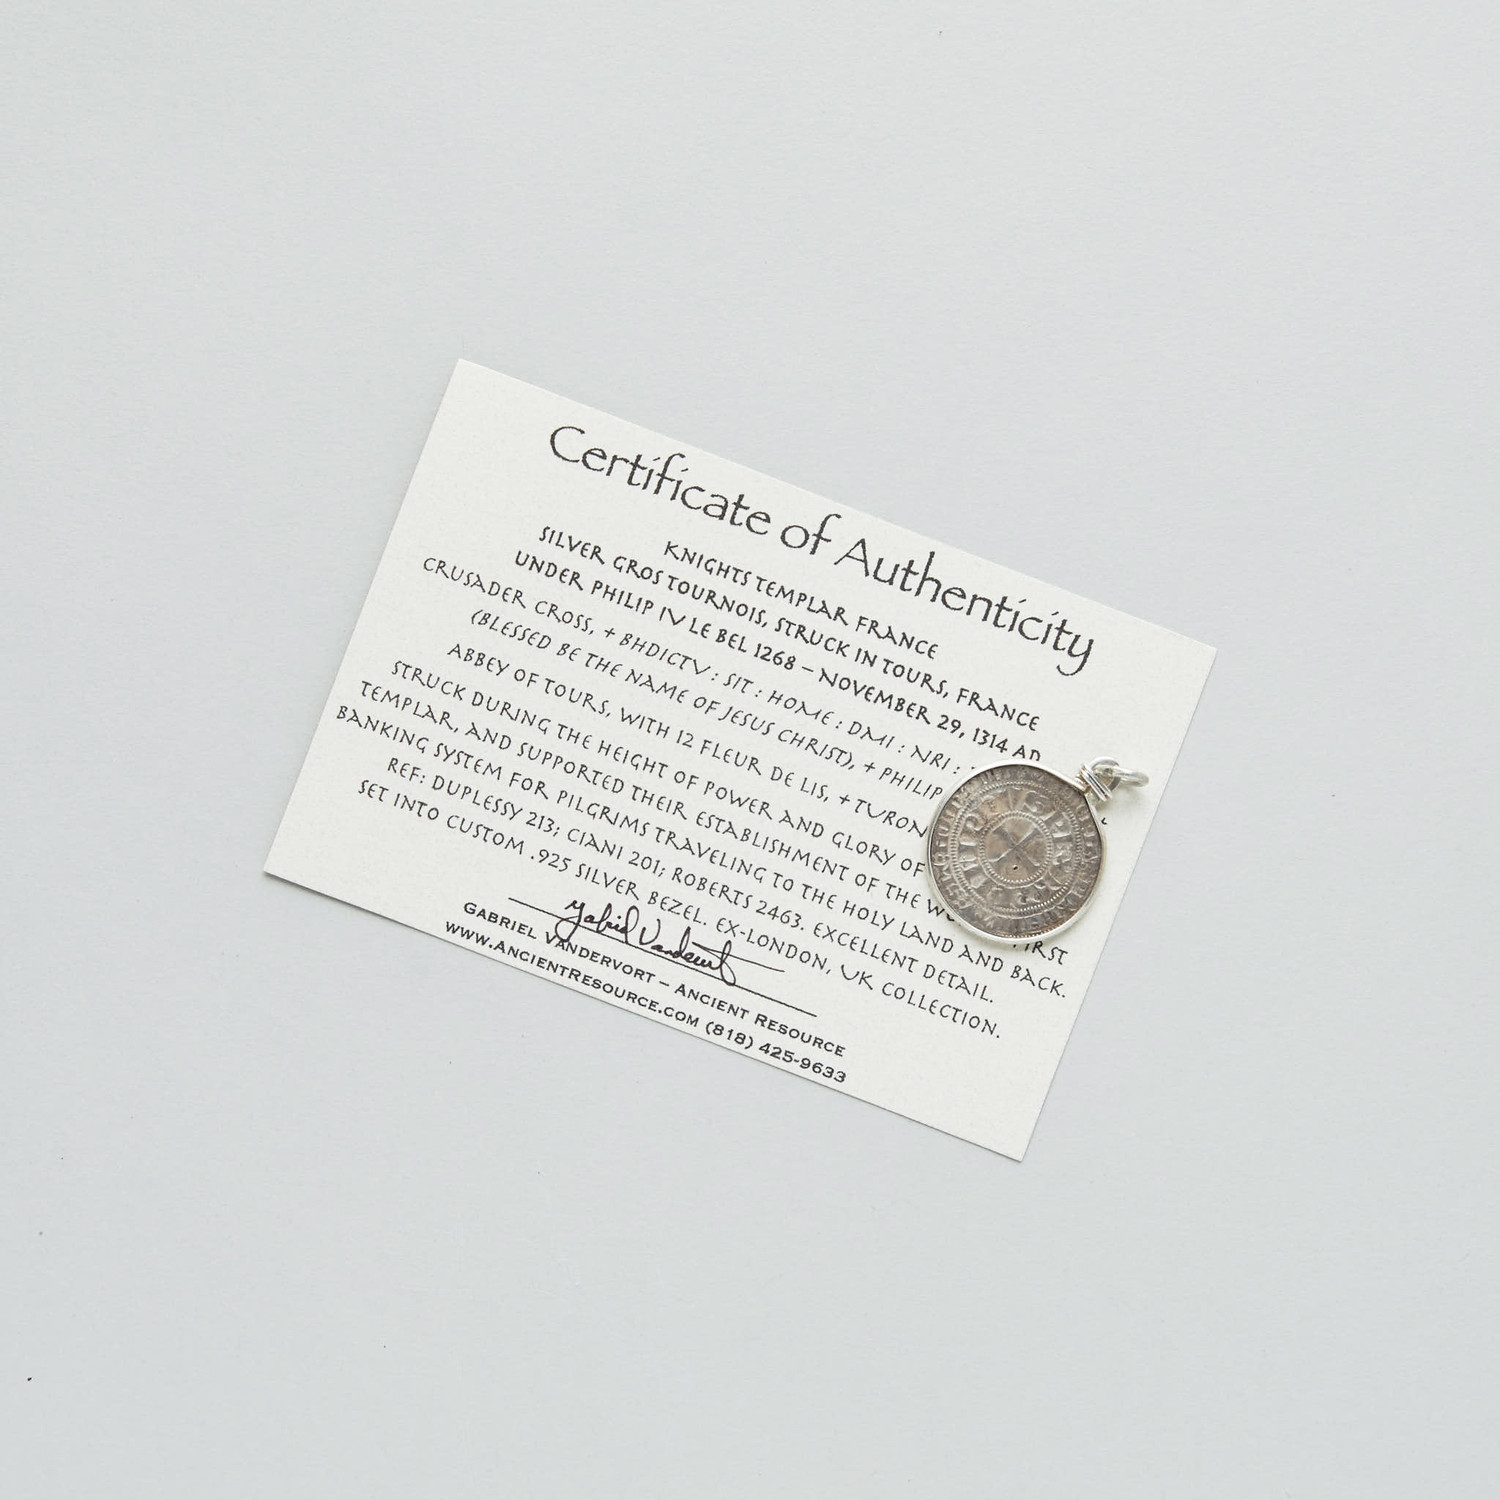 Certificate of Authenticity
KNIGHTS TEMPLAR FRANCE
SILVER GROS TOURNOIS, STRUCK IN TOURS, FRANCE
UNDER PHILIP IV LE BEL 1268 – NOVEMBER 29, 1314 AD
CRUSADER CROSS, + BHDICTV : SIT : HOME : DMI : NRI :
(BLESSED BE THE NAME OF JESUS CHRIST), + PHILIP
ABBEY OF TOURS, WITH 12 FLEUR DE LIS, +TURON
STRUCK DURING THE HEIGHT OF POWER AND GLORY OF
TEMPLAR, AND SUPPORTED THEIR ESTABLISHMENT OF THE
BANKING SYSTEM FOR PILGRIMS TRAVELING TO THE HOLY LAND AND BACK.
REF: DUPLESSY 213; CIANI 201; ROBERTS 2463. EXCELLENT DETAIL.
SET INTO CUSTOM .925 SILVER BEZEL. EX-LONDON, UK COLLECTION.
Gabriel Vandervort
GABRIEL VANDERVORT – ANCIENT RESOURCE
WWW.ANCIENTRESOURCE.COM (818) 425-9633